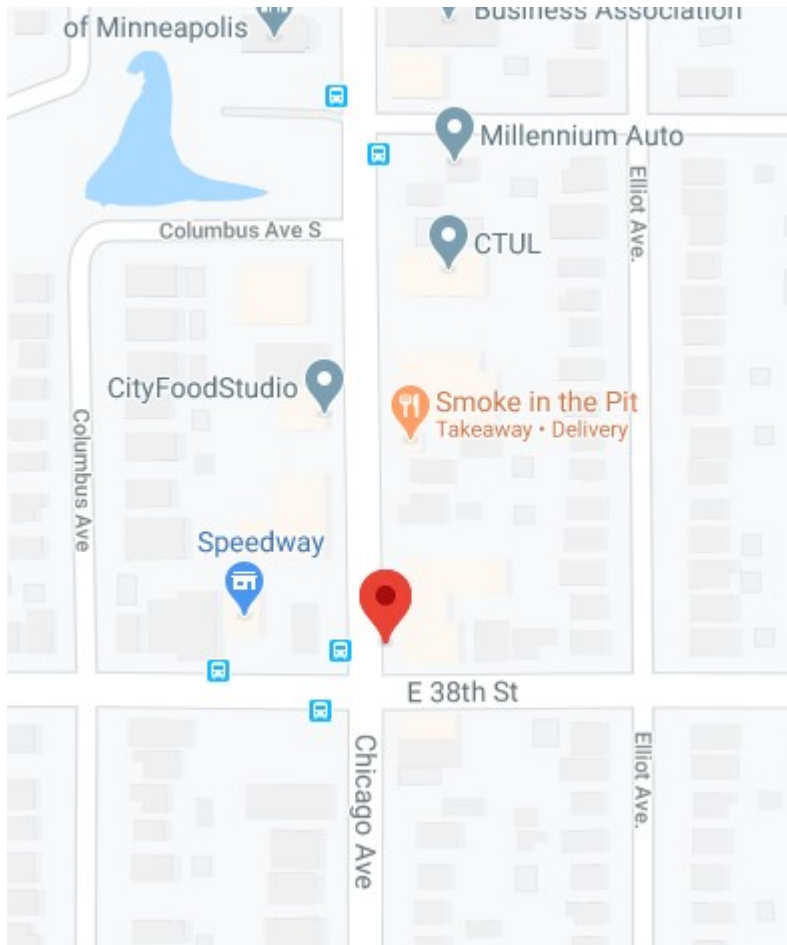 of Minneapolis
Business Association
Millennium Auto
Elliot Ave.
Columbus Ave S
CTUL
CityFoodStudio
Smoke in the Pit
Takeaway • Delivery
Columbus Ave
Speedway
E 38th St
Chicago Ave
Elliot Ave.